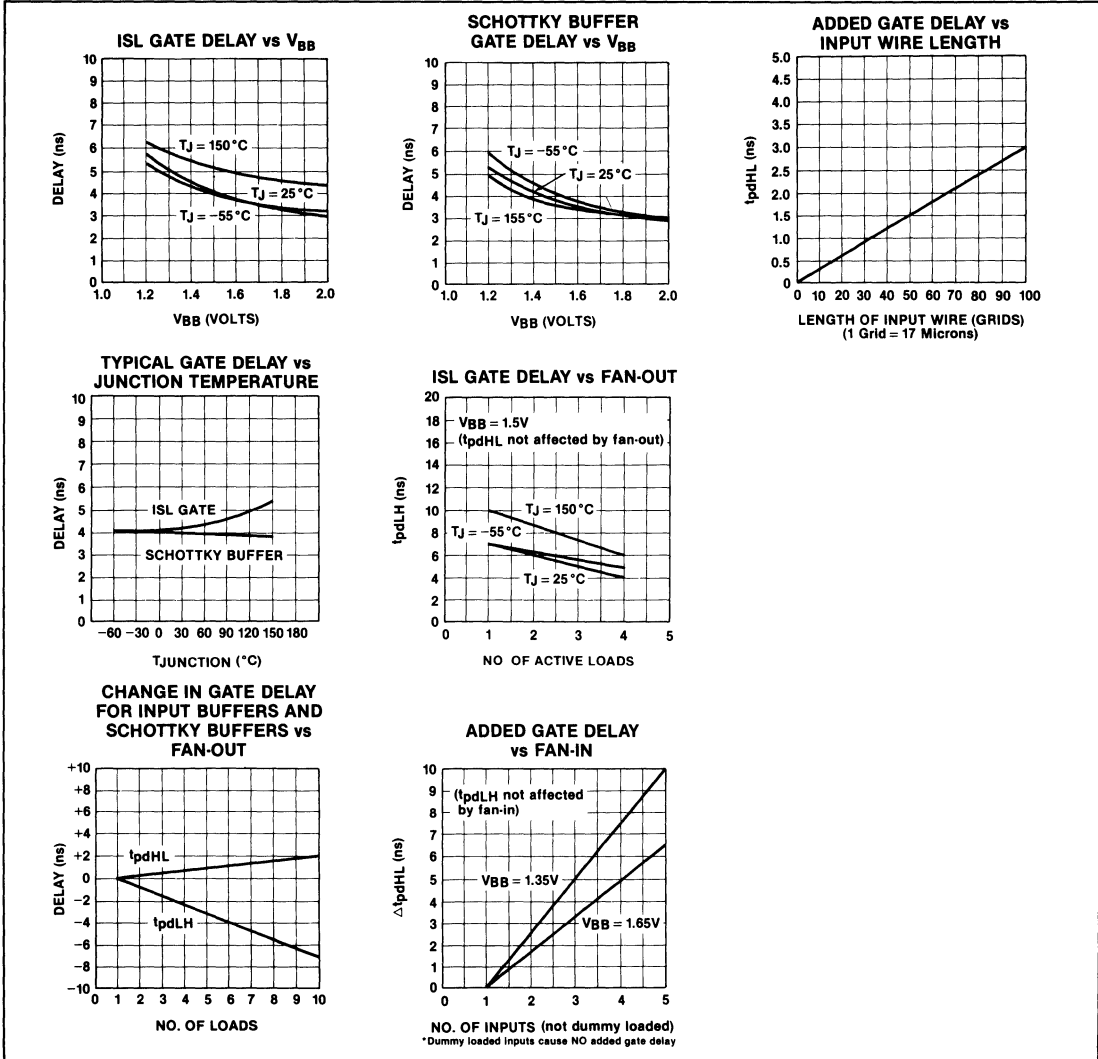 ISL GATE DELAY vs VBB
10
9
8
7
6
5
4
3
2
1
0
DELAY (ns)
TJ = 150°C
TJ = 25°C
TJ = −55°C
1.0 1.2 1.4 1.6 1.8 2.0
VBB (VOLTS)
SCHOTTKY BUFFER
GATE DELAY vs VBB
10
9
8
7
6
5
4
3
2
1
0
DELAY (ns)
TJ = −55°C
TJ = 25°C
TJ = 155°C
1.0 1.2 1.4 1.6 1.8 2.0
VBB (VOLTS)
ADDED GATE DELAY vs
INPUT WIRE LENGTH
5.0
4.5
4.0
3.5
3.0
2.5
2.0
1.5
1.0
0.5
0
tpdHL
0 10 20 30 40 50 60 70 80 90 100
LENGTH OF INPUT WIRE (GRIDS)
(1 Grid = 17 Microns)
TYPICAL GATE DELAY vs
JUNCTION TEMPERATURE
10
9
8
7
6
5
4
3
2
1
0
DELAY (ns)
ISL GATE
SCHOTTKY BUFFER
−60 −30 0 30 60 90 120 150 180
TJUNCTION (°C)
ISL GATE DELAY vs FAN-OUT
20
18
16
14
12
10
8
6
4
2
0
tpdLH (ns)
VBB = 1.5V
(tpdHL not affected by fan-out)
TJ = 150°C
TJ = −55°C
TJ = 25°C
0 1 2 3 4 5
NO OF ACTIVE LOADS
CHANGE IN GATE DELAY
FOR INPUT BUFFERS AND
SCHOTTKY BUFFERS vs
FAN-OUT
+10
+8
+6
+4
+2
0
−2
−4
−6
−8
−10
DELAY (ns)
tpdHL
tpdLH
0 1 2 3 4 5 6 7 8 9 10
NO. OF LOADS
ADDED GATE DELAY
vs FAN-IN
10
9
8
7
6
5
4
3
2
1
0
△tpdHL (ns)
(tpdLH not affected
by fan-in)
VBB = 1.35V
VBB = 1.65V
0 1 2 3 4 5
NO. OF INPUTS (not dummy loaded)
*Dummy loaded inputs cause NO added gate delay